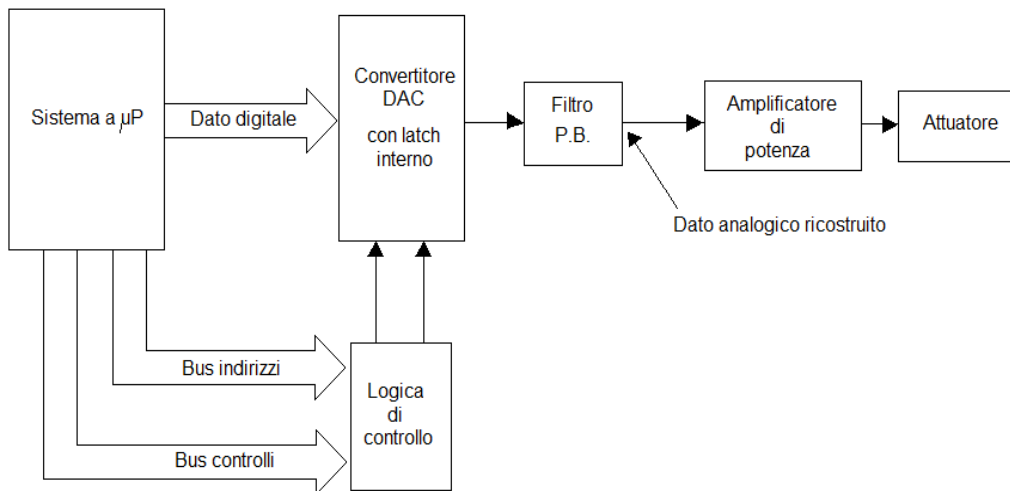 Sistema a µP
Dato digitale
Convertitore
DAC
con latch
interno
Filtro
P.B.
Amplificatore
di
potenza
Attuatore
Dato analogico ricostruito
Bus indirizzi
Logica
di
controllo
Bus controlli